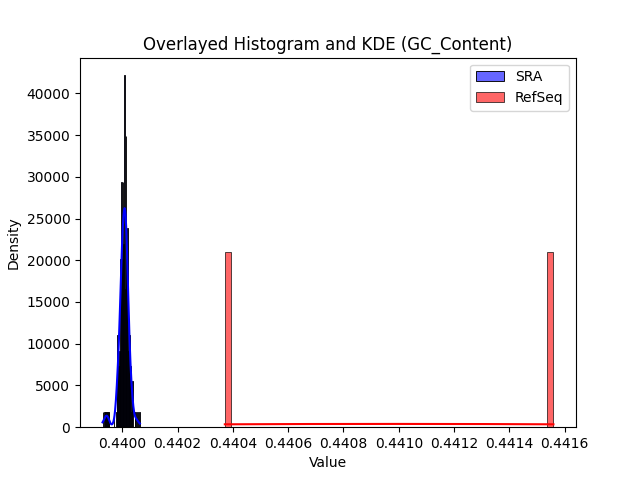 Overlayed Histogram and KDE (GC_Content)
SRA
RefSeq
40000
35000
30000
25000
20000
15000
10000
5000
0
Density
0.4400 0.4402 0.4404 0.4406 0.4408 0.4410 0.4412 0.4414 0.4416
Value